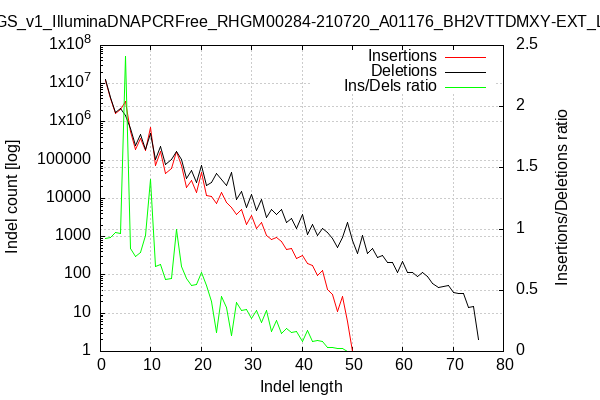 GS_v1_IlluminaDNAPCRFree_RHGM00284-210720_A01176_BH2VTTDMXY-EXT_L
Insertions
Deletions
Ins/Dels ratio
1x10^8
1x10^7
1x10^6
100000
10000
1000
100
10
1
2.5
2
1.5
1
0.5
0
0 10 20 30 40 50 60 70 80
Indel count [log]
Insertions/Deletions ratio
Indel length